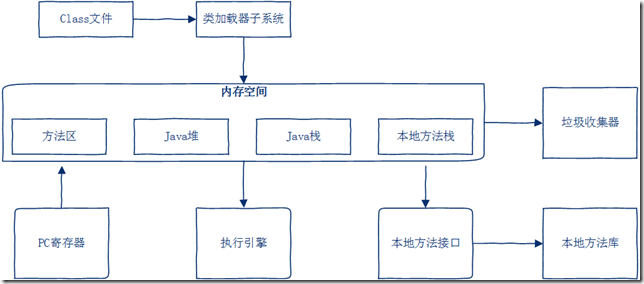 Class文件
类加载器子系统
内存空间
方法区
Java堆
Java栈
本地方法栈
垃圾收集器
PC寄存器
执行引擎
本地方法接口
本地方法库